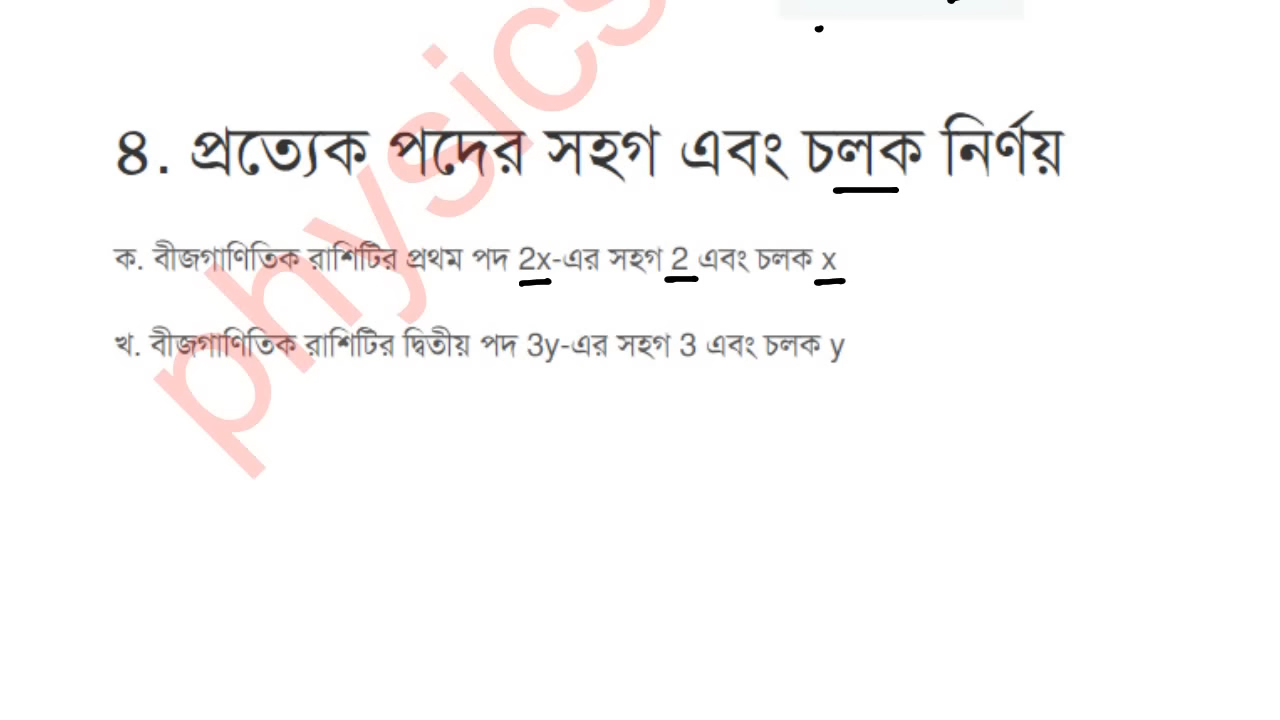 ৪. প্রত্যেক পদের সহগ এবং চলক নির্ণয়
ক. বীজগাণিতিক রাশিটির প্রথম পদ 2x-এর সহগ 2 এবং চলক x
খ. বীজগাণিতিক রাশিটির দ্বিতীয় পদ 3y-এর সহগ 3 এবং চলক y
physics